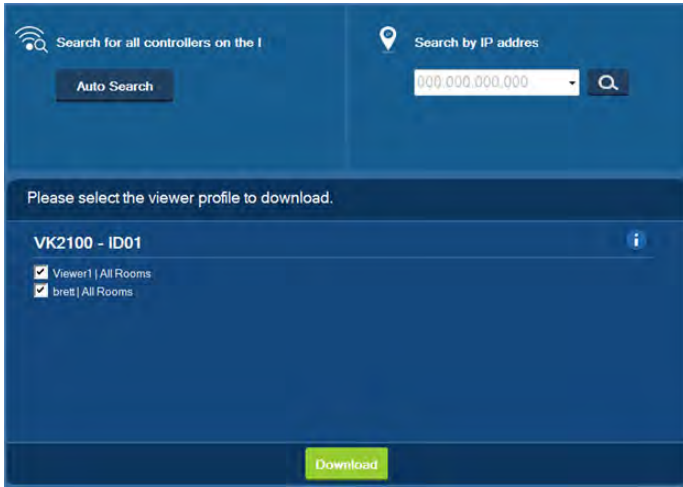 Search for all controllers on the l
Search by IP addres
Auto Search
000.000.000.000
Please select the viewer profile to download.
VK2100 - ID01
i
Viewer1 | All Rooms
brett | All Rooms
Download